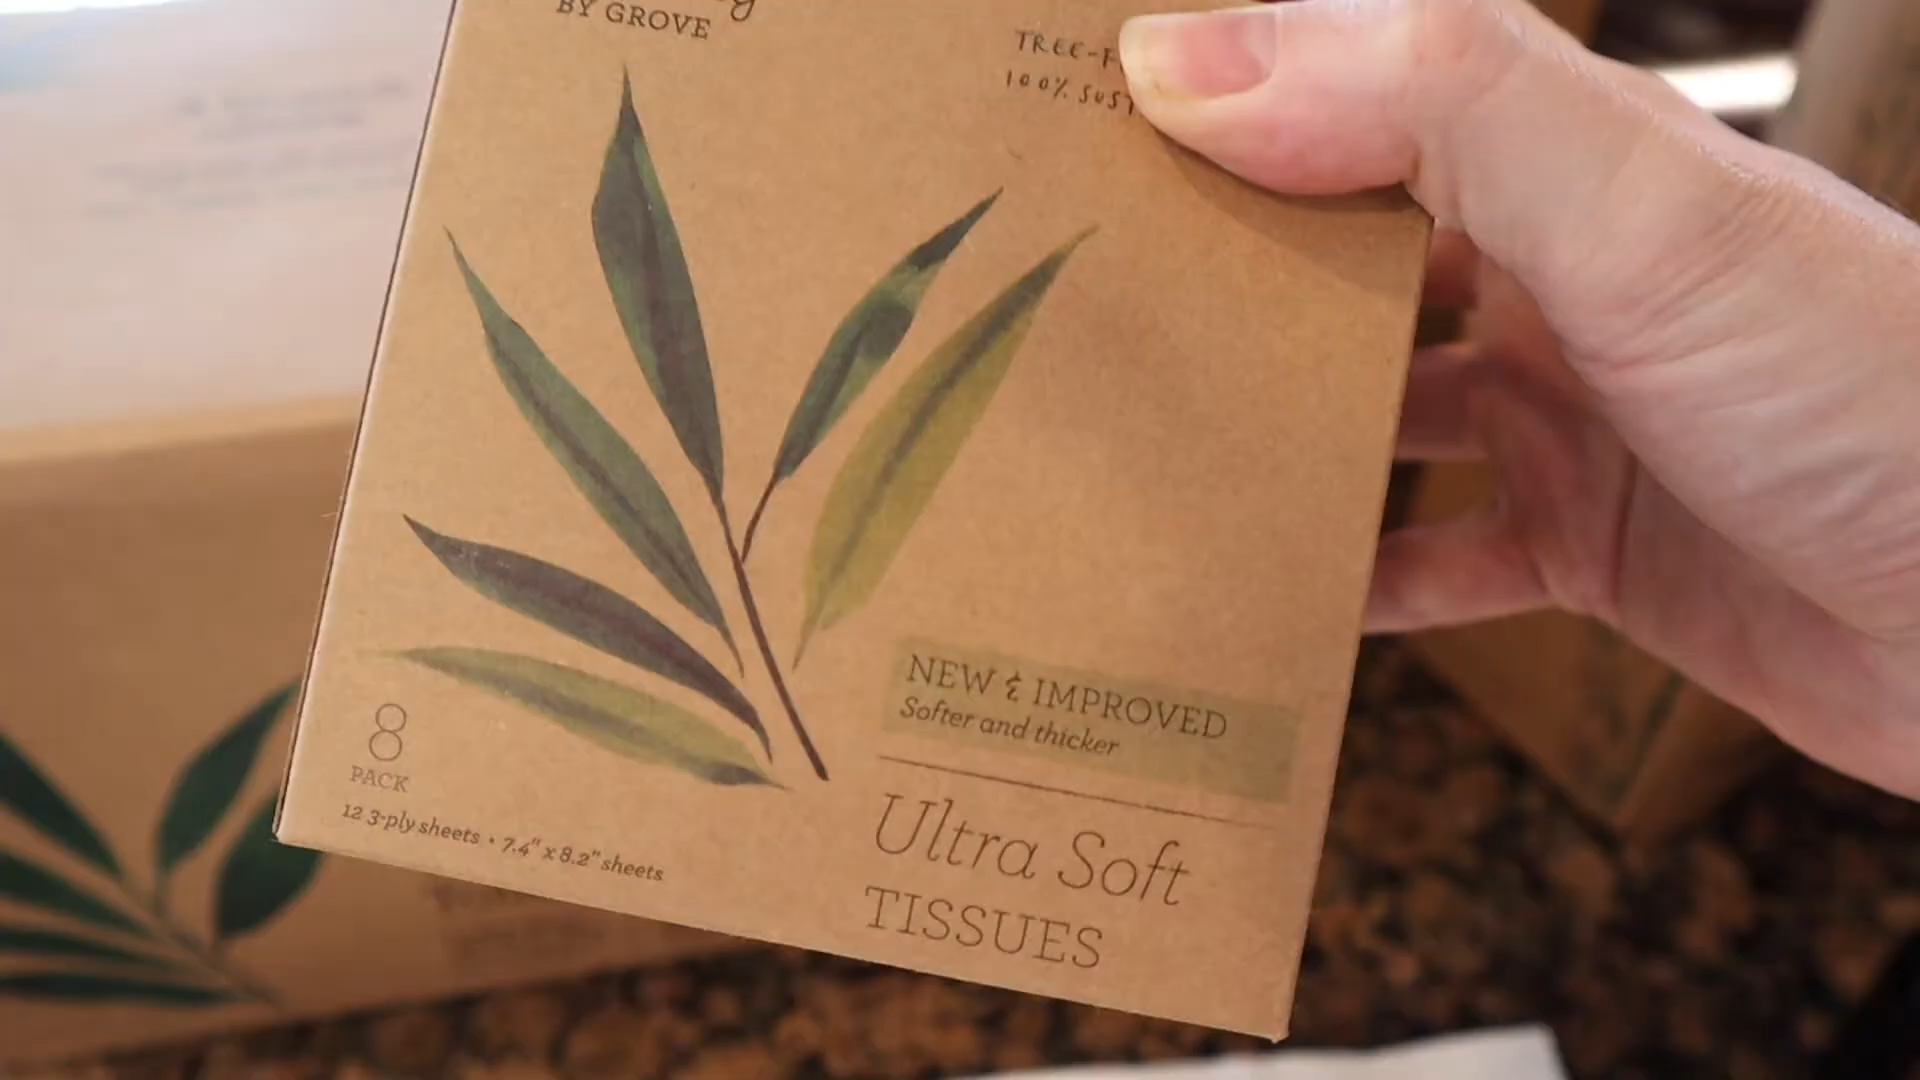 BY GROVE
TREE-F
100% SUST
NEW & IMPROVED
Softer and thicker
Ultra Soft
TISSUES
8
PACK
12 3-ply sheets • 7.4" x 8.2" sheets